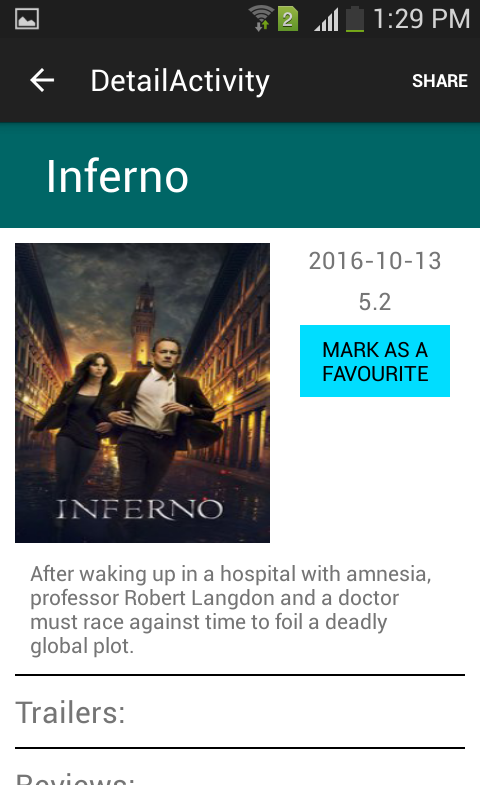 2 1:29 PM
DetailActivity SHARE
Inferno
2016-10-13
5.2
MARK AS A
FAVOURITE
INFERNO
After waking up in a hospital with amnesia,
professor Robert Langdon and a doctor
must race against time to foil a deadly
global plot.
Trailers:
Reviews: